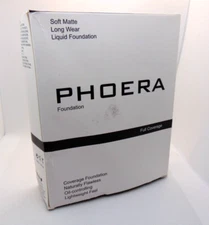 Soft Matte
Long Wear
Liquid Foundation
PHOERA
Foundation
Full Coverage
Coverage Foundation
Naturally Flawless
Oil-controlling
Lightweight Feel